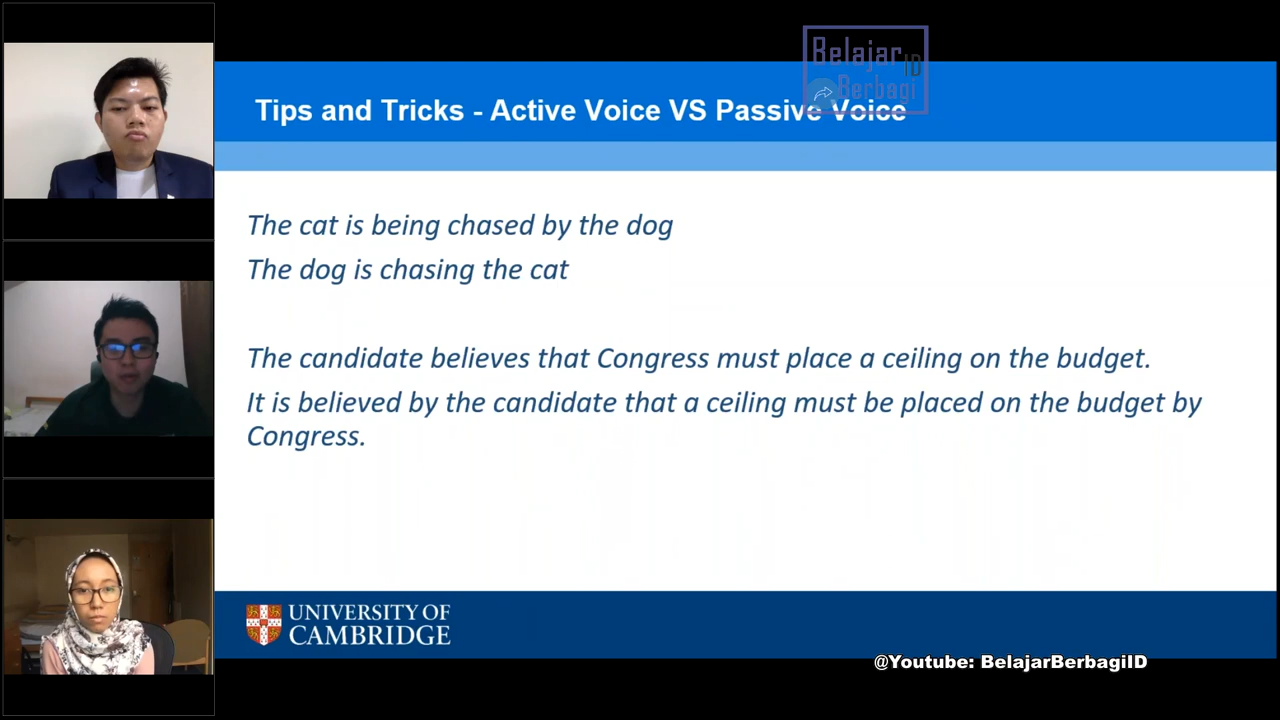 Belajar
ID
Berbagi
Tips and Tricks - Active Voice VS Passive Voice
The cat is being chased by the dog
The dog is chasing the cat
The candidate believes that Congress must place a ceiling on the budget.
It is believed by the candidate that a ceiling must be placed on the budget by
Congress.
UNIVERSITY OF
CAMBRIDGE
@Youtube: BelajarBerbagiID